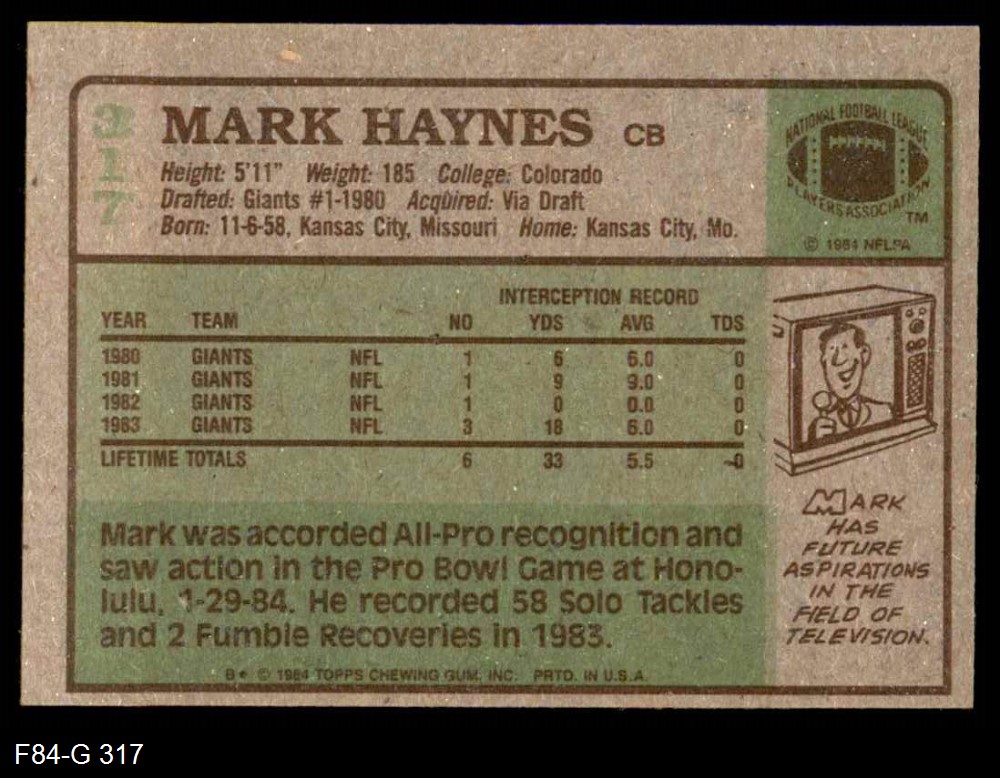 317
MARK HAYNES CB
Height: 5'11" Weight: 185 College: Colorado
Drafted: Giants #1-1980 Acquired: Via Draft
Born: 11-6-58, Kansas City, Missouri Home: Kansas City, Mo.
NATIONAL FOOTBALL LEAGUE
PLAYERS ASSOCIATION
TM
© 1984 NFLPA
INTERCEPTION RECORD
YEAR TEAM NO YDS AVG TDS
1980 GIANTS NFL 1 6 6.0 0
1981 GIANTS NFL 1 9 9.0 0
1982 GIANTS NFL 1 0 0.0 0
1983 GIANTS NFL 3 18 6.0 0
LIFETIME TOTALS 6 33 5.5 0
Mark was accorded All-Pro recognition and
saw action in the Pro Bowl Game at Hono-
lulu, 1-29-84. He recorded 58 Solo Tackles
and 2 Fumble Recoveries in 1983.
MARK
HAS
FUTURE
ASPIRATIONS
IN THE
FIELD OF
TELEVISION.
B* © 1984 TOPPS CHEWING GUM, INC. PRTD. IN U.S.A.
F84-G 317